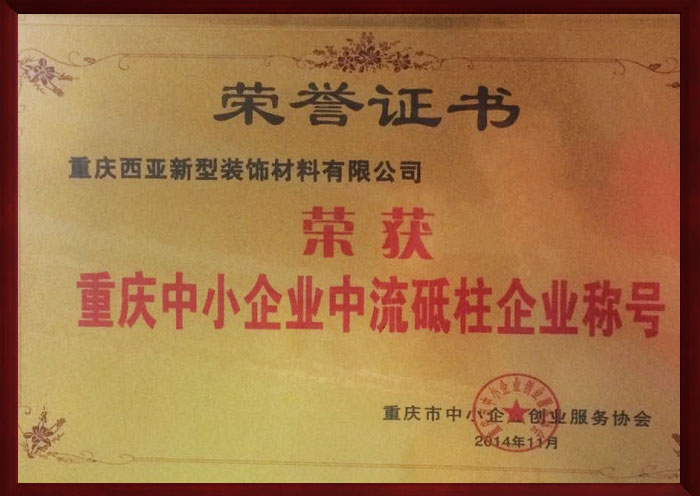 荣誉证书
重庆西亚新型装饰材料有限公司
荣获
重庆中小企业中流砥柱企业称号
重庆市中小企业创业服务协会
2014年11月